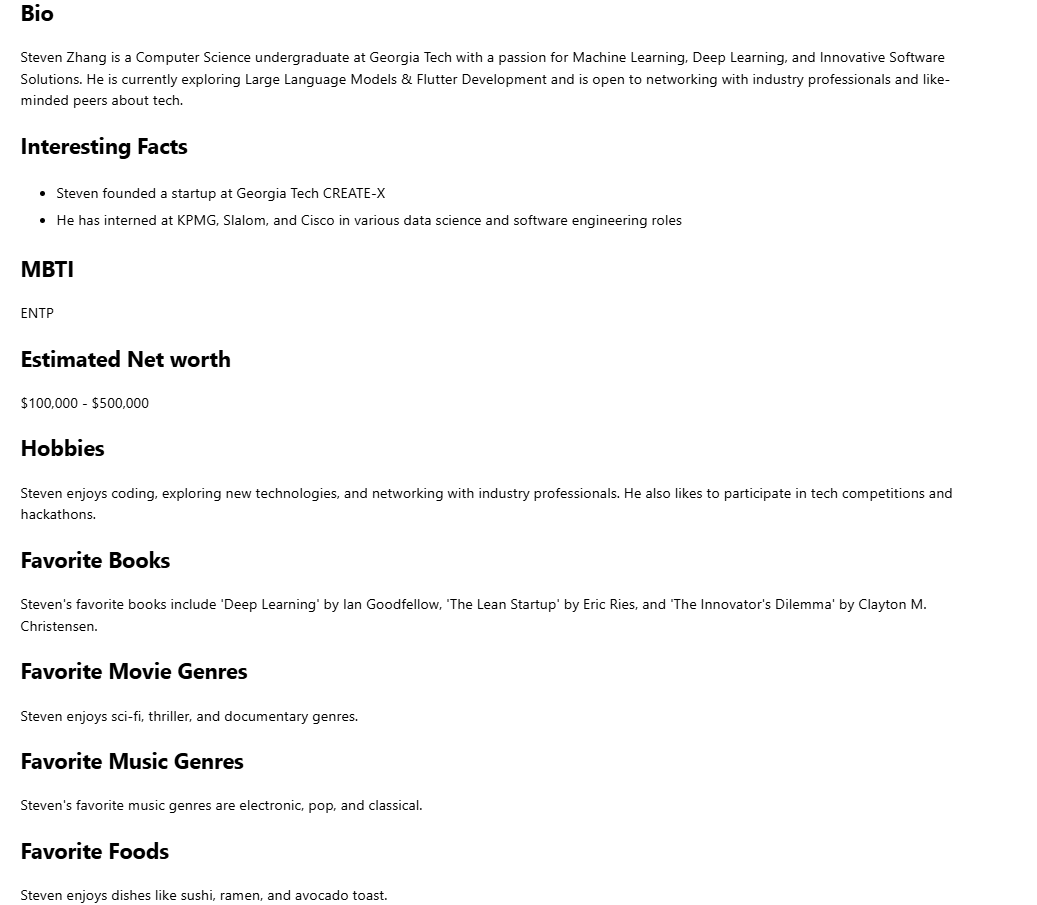 Bio
Steven Zhang is a Computer Science undergraduate at Georgia Tech with a passion for Machine Learning, Deep Learning, and Innovative Software
Solutions. He is currently exploring Large Language Models & Flutter Development and is open to networking with industry professionals and like-
minded peers about tech.
Interesting Facts
• Steven founded a startup at Georgia Tech CREATE-X
• He has interned at KPMG, Slalom, and Cisco in various data science and software engineering roles
MBTI
ENTP
Estimated Net worth
$100,000 - $500,000
Hobbies
Steven enjoys coding, exploring new technologies, and networking with industry professionals. He also likes to participate in tech competitions and
hackathons.
Favorite Books
Steven's favorite books include 'Deep Learning' by Ian Goodfellow, 'The Lean Startup' by Eric Ries, and 'The Innovator's Dilemma' by Clayton M.
Christensen.
Favorite Movie Genres
Steven enjoys sci-fi, thriller, and documentary genres.
Favorite Music Genres
Steven's favorite music genres are electronic, pop, and classical.
Favorite Foods
Steven enjoys dishes like sushi, ramen, and avocado toast.